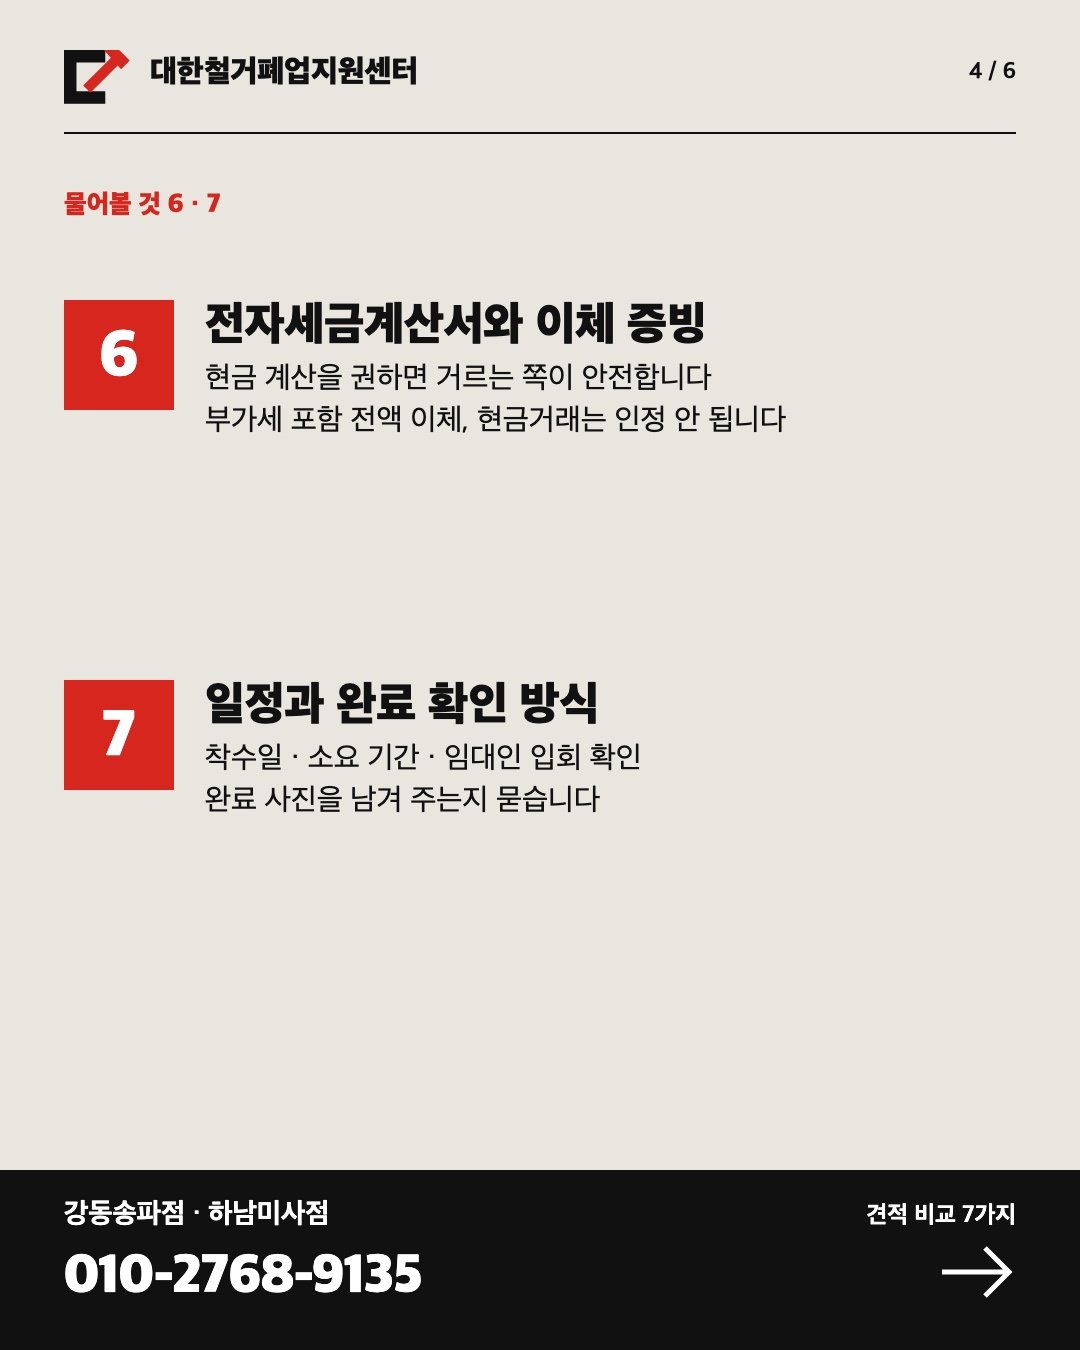 대한철거폐업지원센터
4 / 6
물어볼 것 6 · 7
6
전자세금계산서와 이체 증빙
현금 계산을 권하면 거르는 쪽이 안전합니다
부가세 포함 전액 이체, 현금거래는 인정 안 됩니다
7
일정과 완료 확인 방식
착수일 · 소요 기간 · 임대인 입회 확인
완료 사진을 남겨 주는지 묻습니다
강동송파점 · 하남미사점
010-2768-9135
견적 비교 7가지